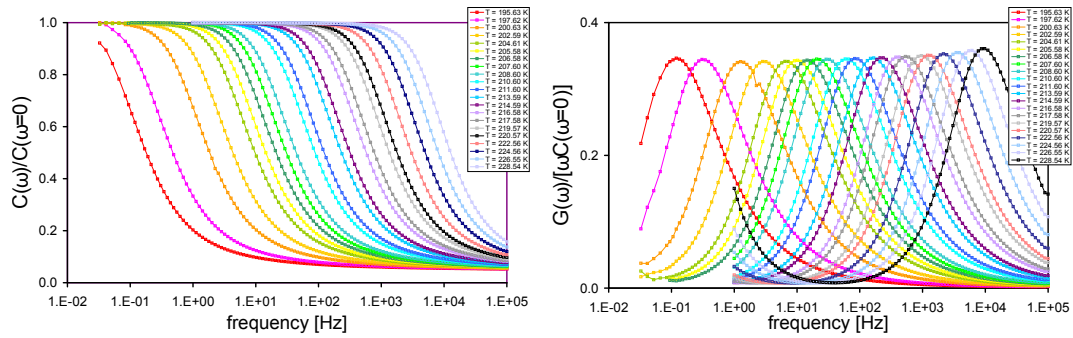 C(ω)/C(ω=0)
1.0
0.8
0.6
0.4
0.2
0.0
1.E-02 1.E-01 1.E+00 1.E+01 1.E+02 1.E+03 1.E+04 1.E+05
frequency [Hz]
T = 195.63 K
T = 197.62 K
T = 200.63 K
T = 202.59 K
T = 204.61 K
T = 205.58 K
T = 206.58 K
T = 207.60 K
T = 208.60 K
T = 210.60 K
T = 211.60 K
T = 213.59 K
T = 214.59 K
T = 216.58 K
T = 217.58 K
T = 219.57 K
T = 220.57 K
T = 222.56 K
T = 224.56 K
T = 226.55 K
T = 228.54 K
G(ω)/[ωC(ω=0)]
0.4
0.2
0.0
1.E-02 1.E-01 1.E+00 1.E+01 1.E+02 1.E+03 1.E+04 1.E+05
frequency [Hz]
T = 195.63 K
T = 197.62 K
T = 200.63 K
T = 202.59 K
T = 204.61 K
T = 205.58 K
T = 206.58 K
T = 207.60 K
T = 208.60 K
T = 210.60 K
T = 211.60 K
T = 213.59 K
T = 214.59 K
T = 216.58 K
T = 217.58 K
T = 219.57 K
T = 220.57 K
T = 222.56 K
T = 224.56 K
T = 226.55 K
T = 228.54 K